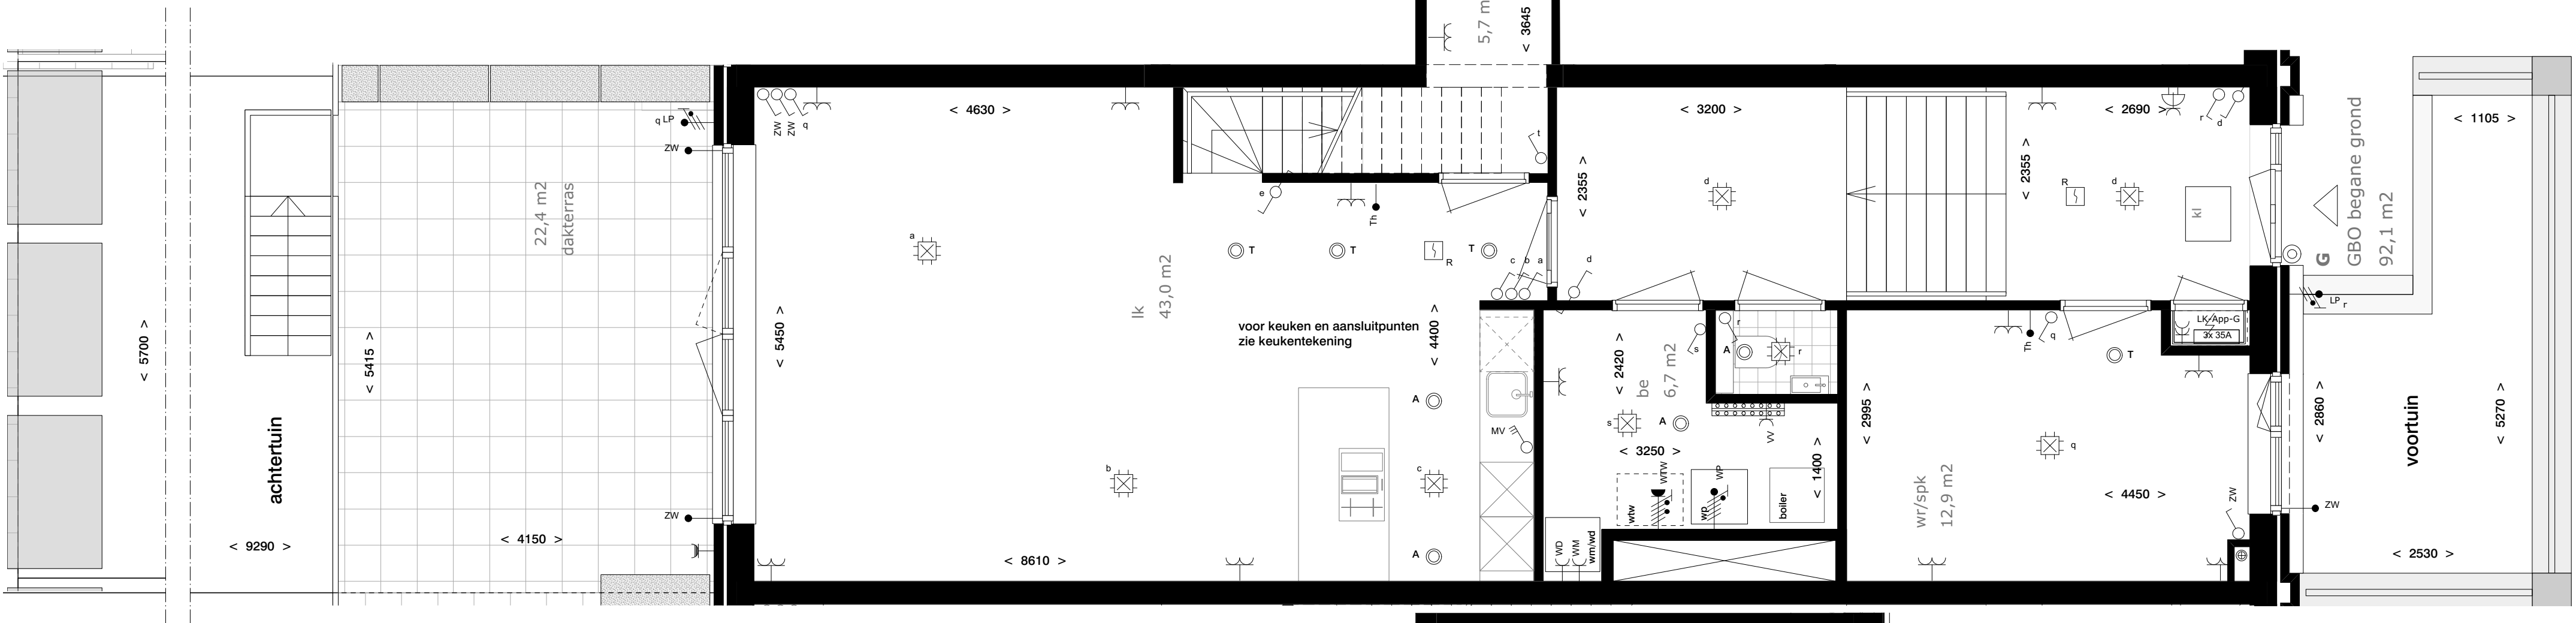 5,7 m
< 3645
< 4630 >
< 3200 >
< 2690 >
< 1105 >
q LP
ZW
ZW
ZW
q
t
r
d
22,4 m2
dakterras
e
Th
< 2355 >
d
< 2355 >
R
d
kl
G
GBO begane grond
92,1 m2
a
T
T
R
T
c
b
a
d
lk
43,0 m2
LP
r
voor keuken en aansluitpunten
zie keukentekening
< 4400 >
< 5700 >
< 5415 >
< 5450 >
< 2420 >
be
6,7 m2
s
r
A
r
Th
q
T
LK-App-G
3x 35A
A
MV
s
A
VV
< 2995 >
< 2860 >
voortuin
< 5270 >
achtertuin
b
c
< 3250 >
< 1400 >
q
WTW
WP
wtw
wp
boiler
wr/spk
12,9 m2
< 4450 >
ZW
ZW
ZW
< 9290 >
< 4150 >
< 8610 >
A
WD
WM
wm/wd
< 2530 >